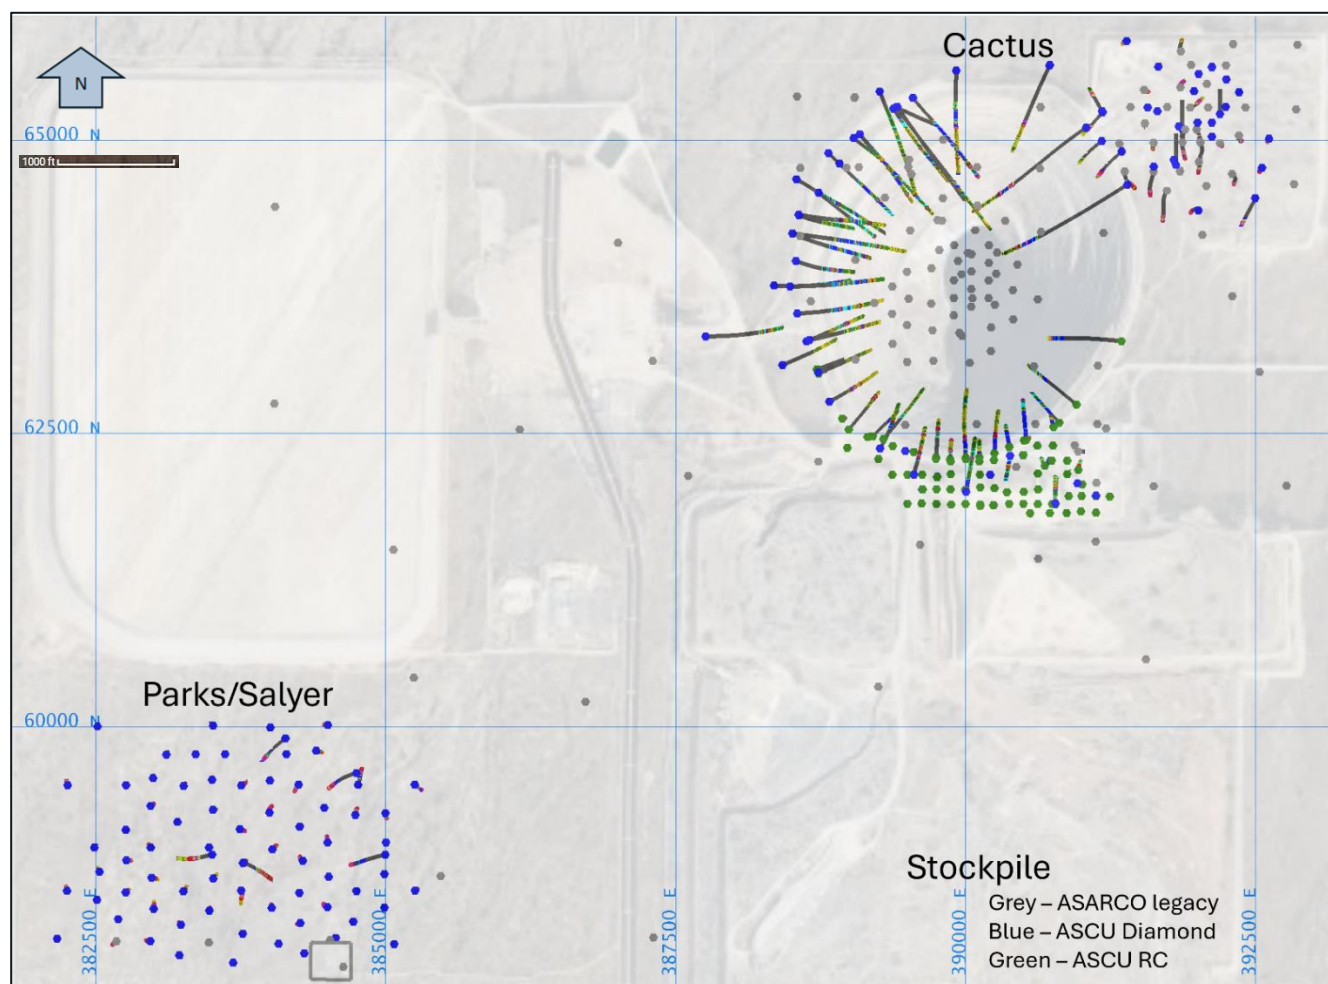 Cactus
N
65000 N
1000 ft
62500 N
Parks/Salyer
60000 N
Stockpile
Grey – ASARCO legacy
Blue – ASCU Diamond
Green – ASCU RC
382500 E
385000 E
387500 E
390000 E
392500 E